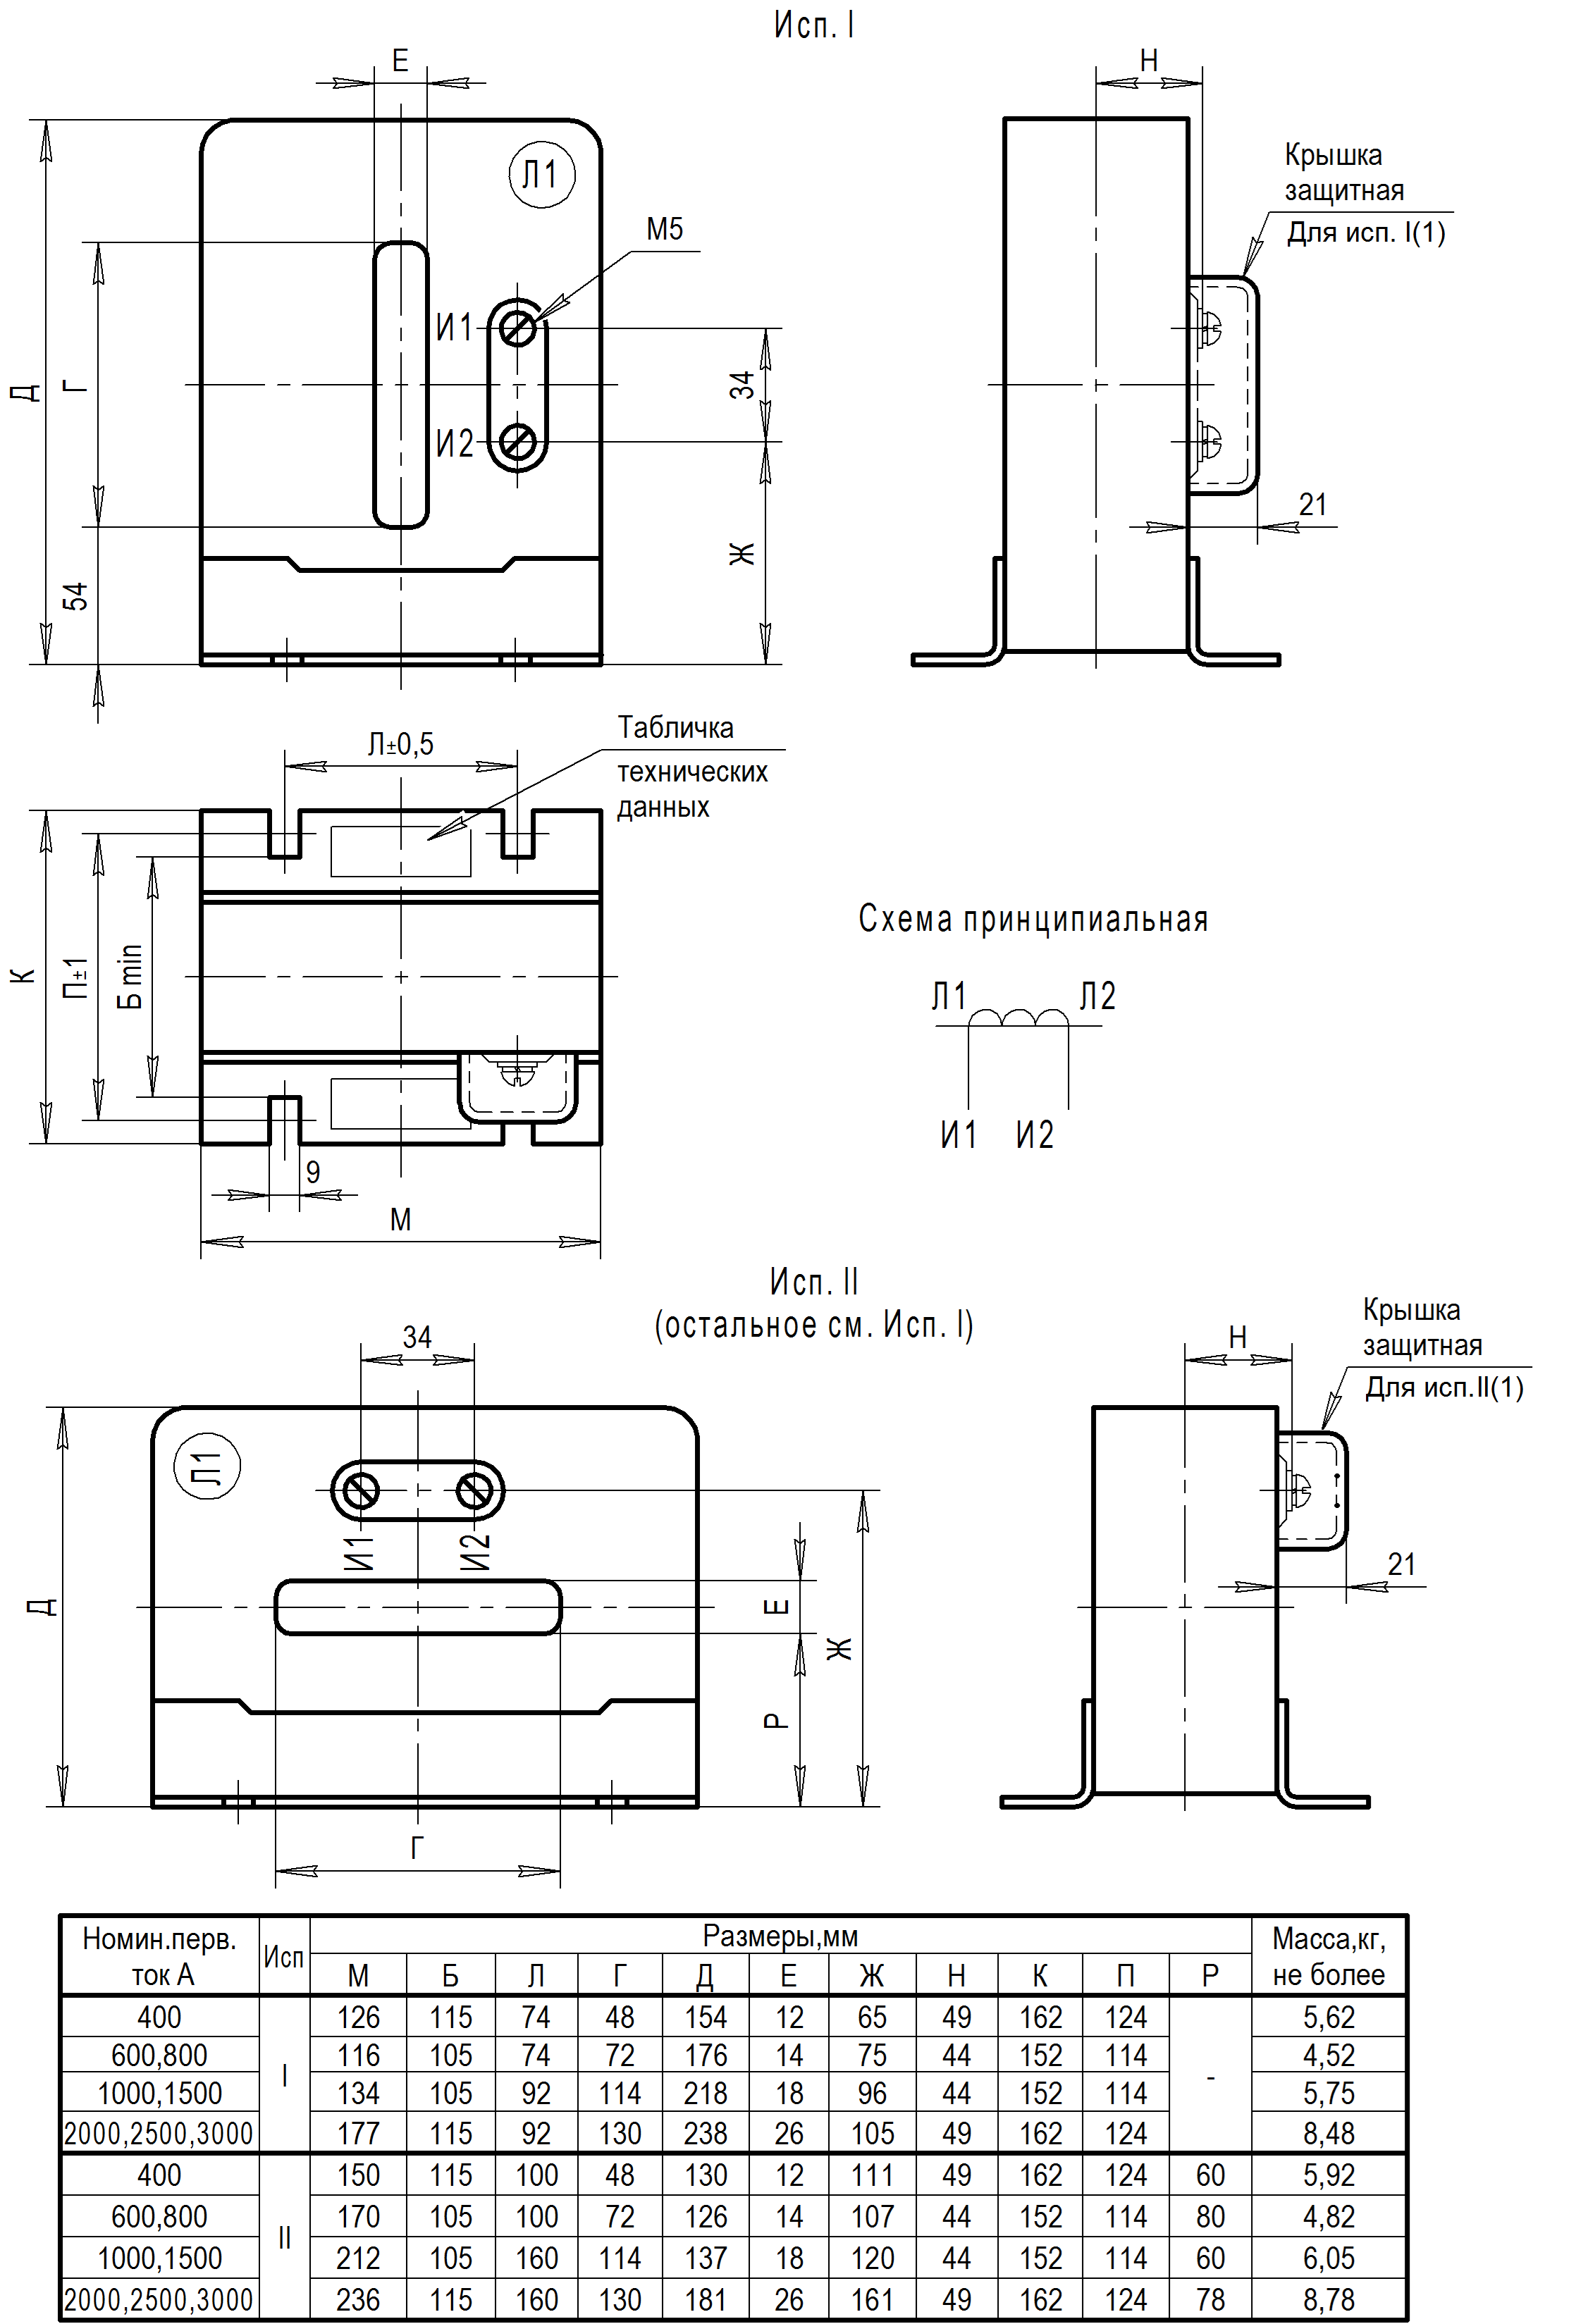 Исп. I
Е
Н
Л1
Крышка
защитная
Для исп. I(1)
М5
И1
Д
Г
34
И2
21
Ж
54
Л±0,5
Табличка
технических
данных
К
П±1
Б min
Схема принципиальная
Л1 Л2
И1 И2
9
М
Исп. II
(остальное см. Исп. I)
34
Н
Крышка
защитная
Для исп.II(1)
Л1
И1 И2
21
Д
Е
Ж
Р
Г
Номин.перв. ток А Исп Размеры,мм Масса,кг, не более
М Б Л Г Д Е Ж Н К П Р
400 I 126 115 74 48 154 12 65 49 162 124 - 5,62
600,800 116 105 74 72 176 14 75 44 152 114 4,52
1000,1500 134 105 92 114 218 18 96 44 152 114 5,75
2000,2500,3000 177 115 92 130 238 26 105 49 162 124 8,48
400 II 150 115 100 48 130 12 111 49 162 124 60 5,92
600,800 170 105 100 72 126 14 107 44 152 114 80 4,82
1000,1500 212 105 160 114 137 18 120 44 152 114 60 6,05
2000,2500,3000 236 115 160 130 181 26 161 49 162 124 78 8,78